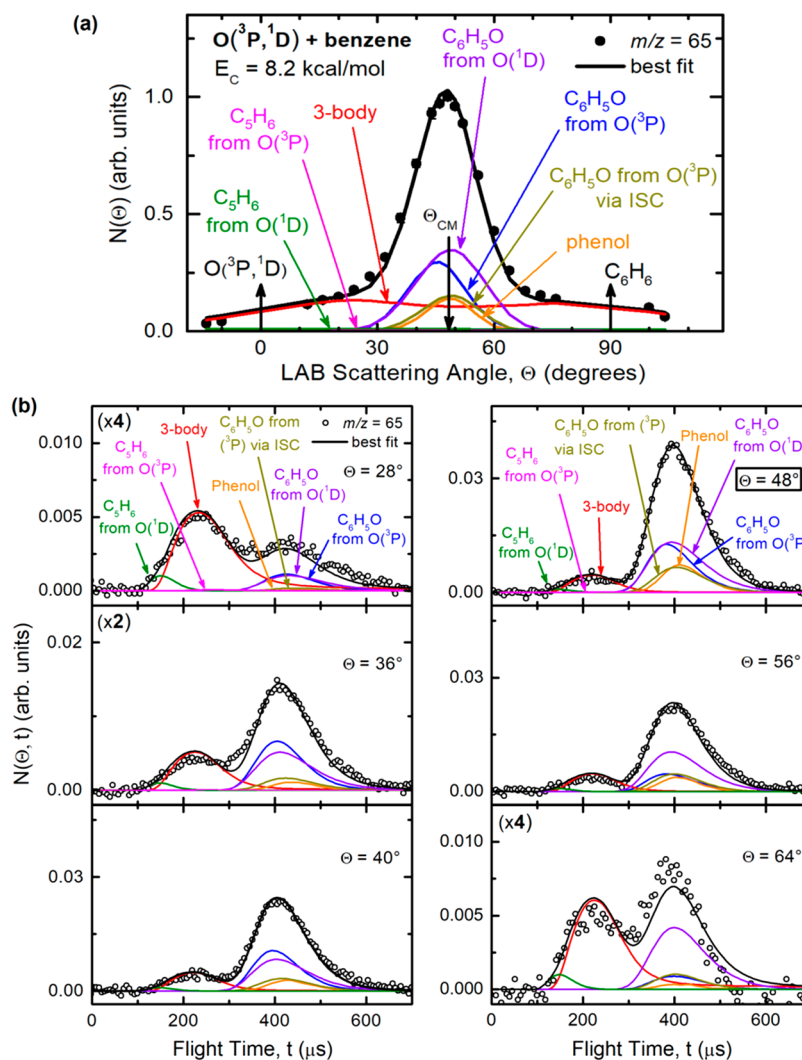 (a)
O(³P,¹D) + benzene
E_C = 8.2 kcal/mol
C₆H₅O
from O(¹D)
m/z = 65
best fit
C₅H₆
from O(³P)
3-body
C₆H₅O
from O(³P)
C₅H₆
from O(¹D)
C₆H₅O from O(³P)
via ISC
Θ_CM
phenol
O(³P,¹D)
C₆H₆
N(Θ) (arb. units)
1.0
0.5
0.0
0 30 60 90
LAB Scattering Angle, Θ (degrees)
(b)
(x4)
0.010
0.005
0.000
C₅H₆
from O(³P)
3-body
C₆H₅O from
(³P) via ISC
m/z = 65
best fit
Θ = 28°
C₅H₆
from O(¹D)
Phenol
C₆H₅O
from O(¹D)
C₆H₅O
from O(³P)
0.03
0.00
C₆H₅O from (³P)
via ISC
C₆H₅O
from O(¹D)
Phenol
C₅H₆
from O(³P)
Θ = 48°
3-body
C₅H₆
from O(¹D)
C₆H₅O
from O(³P)
(x2)
0.02
0.00
Θ = 36°
0.03
0.00
Θ = 56°
N(Θ, t) (arb. units)
0.03
0.00
Θ = 40°
(x4)
0.010
0.005
0.000
Θ = 64°
0 200 400 600
0 200 400 600
Flight Time, t (μs)
Flight Time, t (μs)